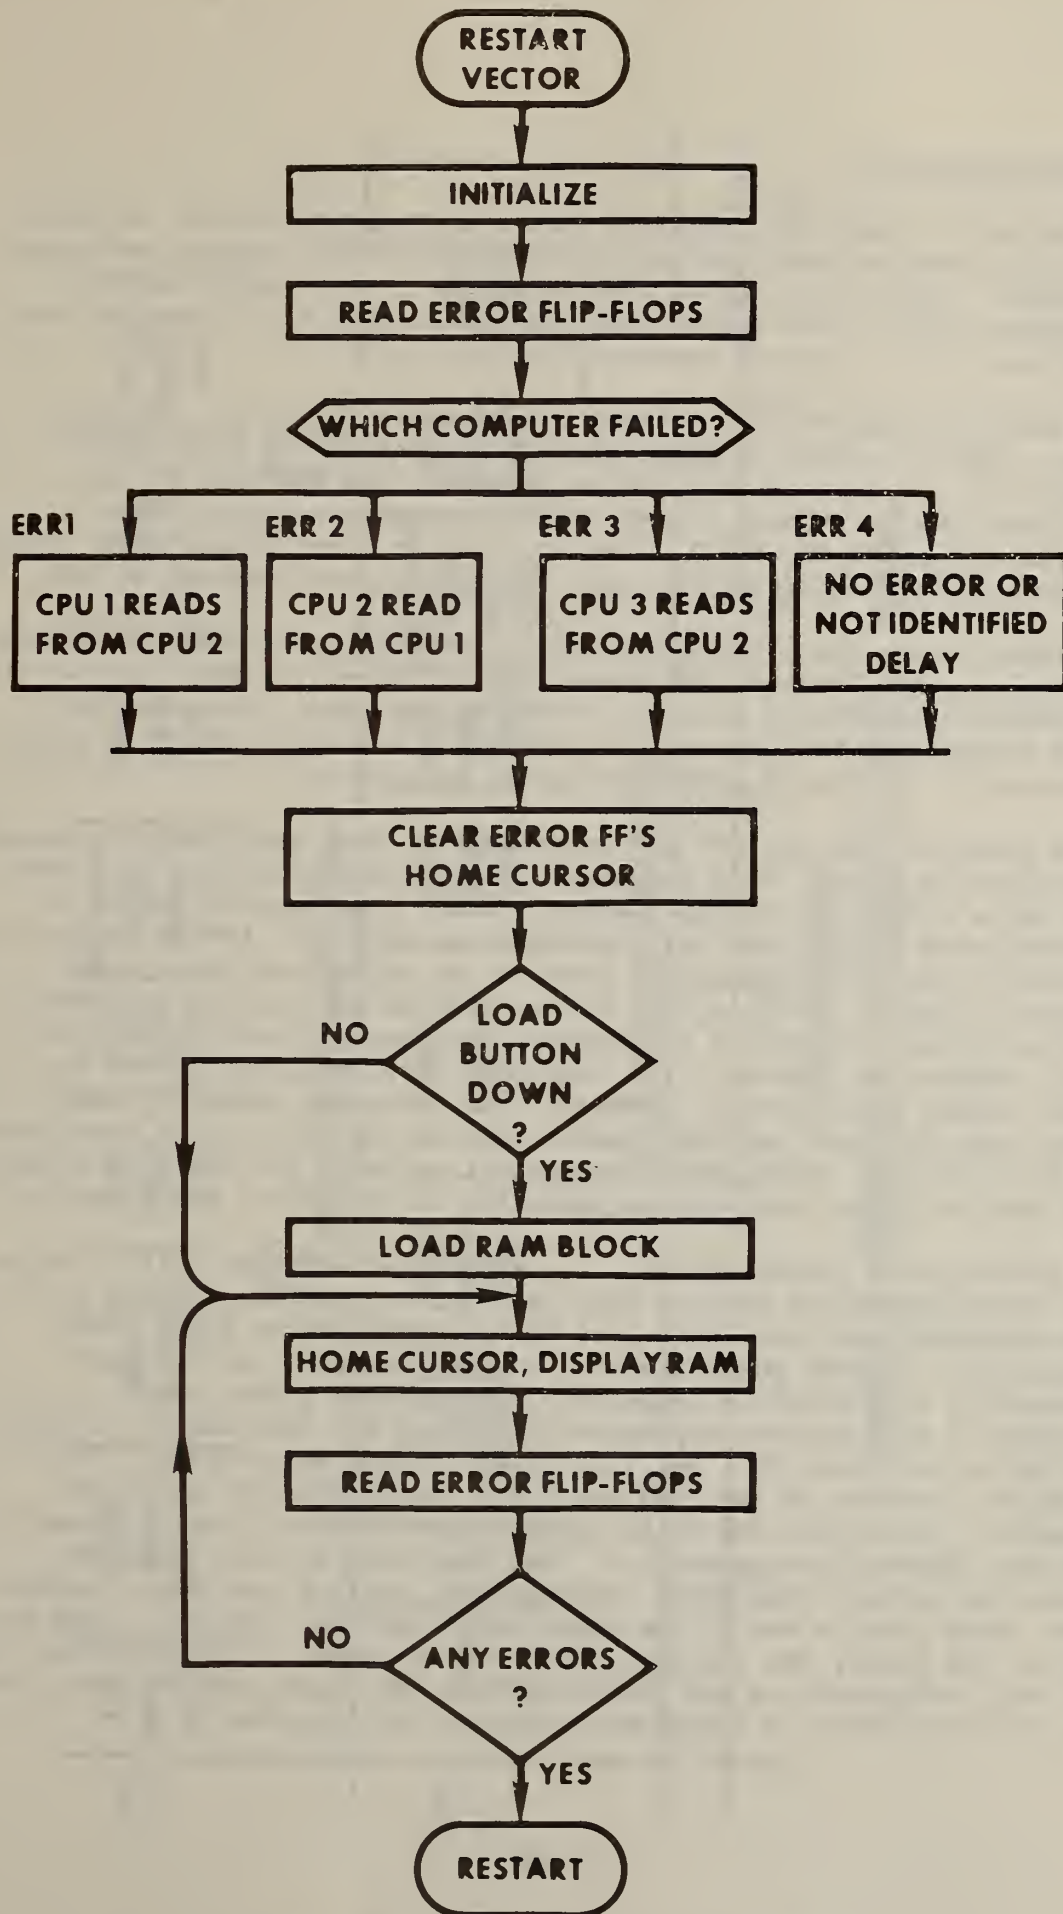 RESTART
VECTOR
INITIALIZE
READ ERROR FLIP-FLOPS
WHICH COMPUTER FAILED?
ERR1
CPU 1 READS
FROM CPU 2
ERR 2
CPU 2 READ
FROM CPU 1
ERR 3
CPU 3 READS
FROM CPU 2
ERR 4
NO ERROR OR
NOT IDENTIFIED
DELAY
CLEAR ERROR FF'S
HOME CURSOR
LOAD
BUTTON
DOWN
?
NO
YES
LOAD RAM BLOCK
HOME CURSOR, DISPLAY RAM
READ ERROR FLIP-FLOPS
ANY ERRORS
?
NO
YES
RESTART